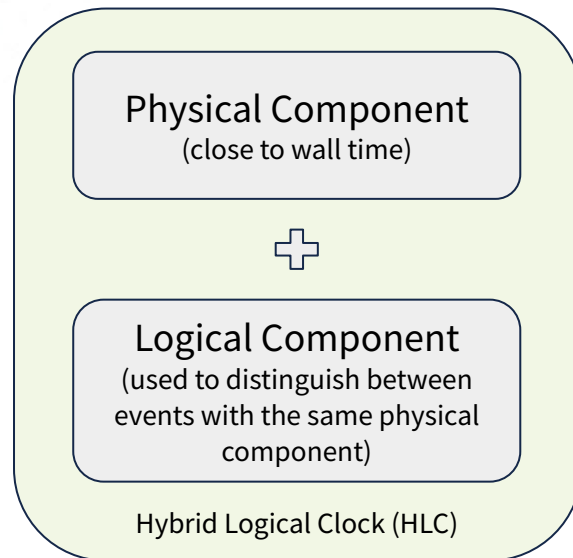 Physical Component
(close to wall time)
Logical Component
(used to distinguish between
events with the same physical
component)
Hybrid Logical Clock (HLC)